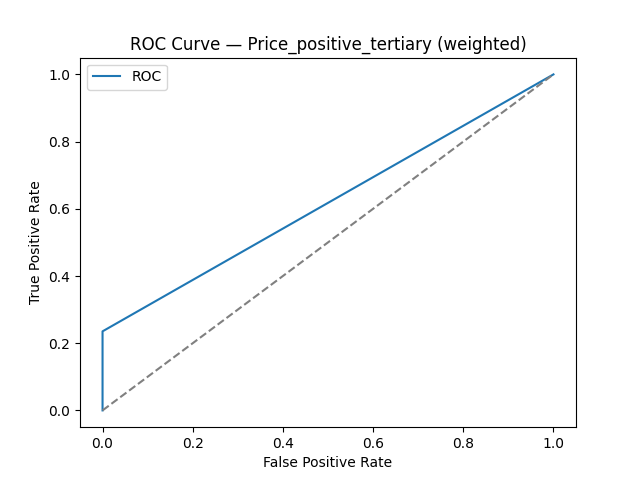 ROC Curve — Price_positive_tertiary (weighted)
ROC
True Positive Rate
1.0
0.8
0.6
0.4
0.2
0.0
0.0 0.2 0.4 0.6 0.8 1.0
False Positive Rate